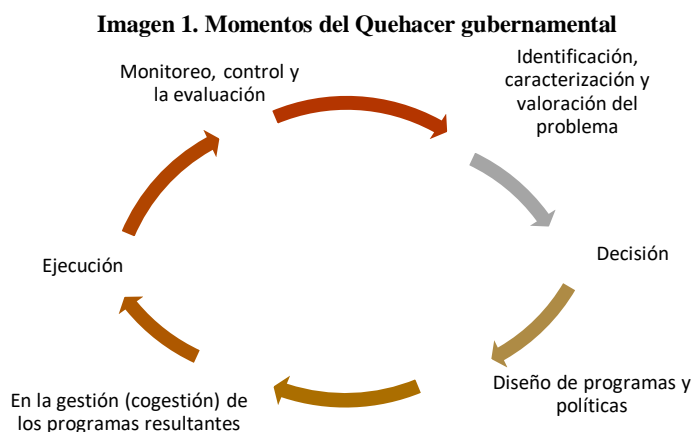 Imagen 1. Momentos del Quehacer gubernamental
Monitoreo, control y
la evaluación
Identificación,
caracterización y
valoración del
problema
Decisión
Diseño de programas y
políticas
En la gestión (cogestión) de
los programas resultantes
Ejecución